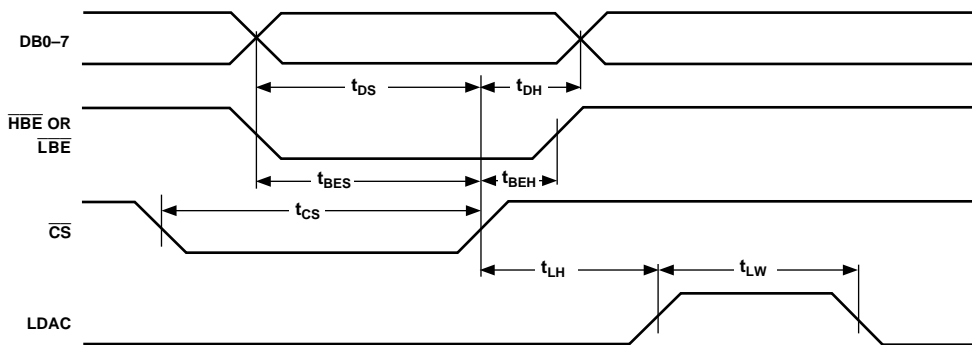 DB0–7
tDS
tDH
HBE OR
LBE
tBES
tBEH
tCS
CS
tLH
tLW
LDAC